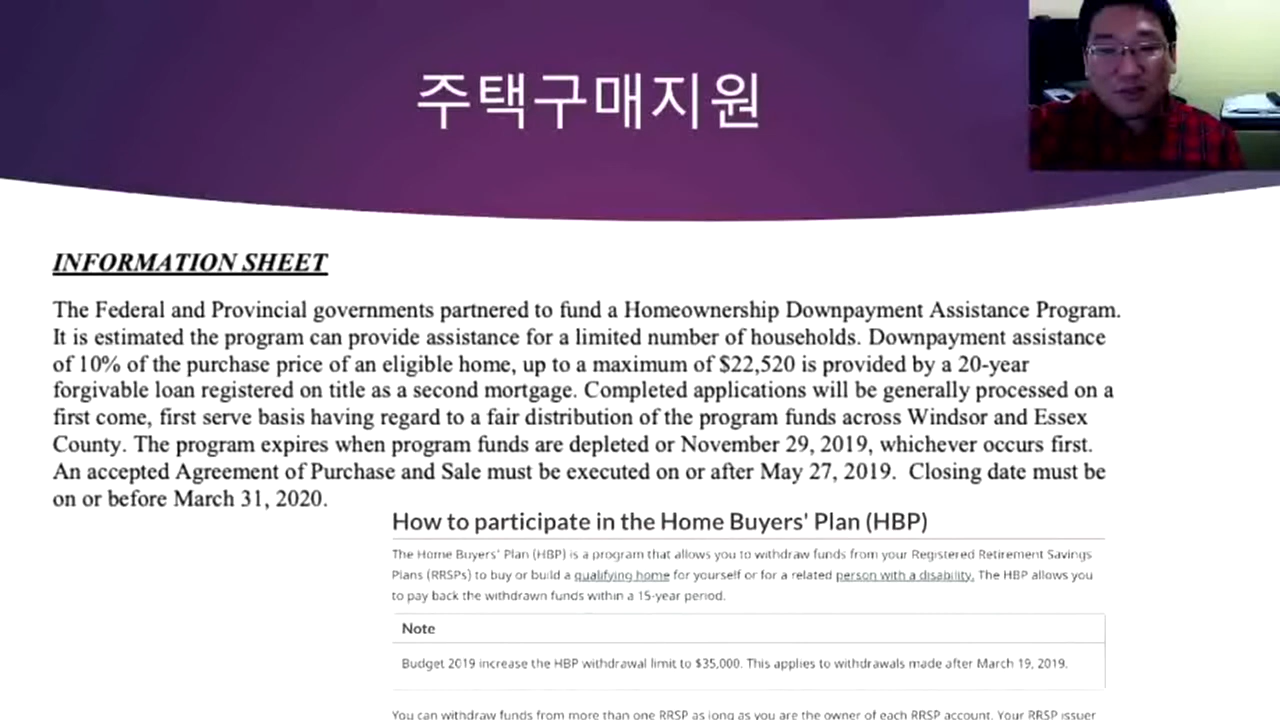 주택구매지원
INFORMATION SHEET
The Federal and Provincial governments partnered to fund a Homeownership Downpayment Assistance Program.
It is estimated the program can provide assistance for a limited number of households. Downpayment assistance
of 10% of the purchase price of an eligible home, up to a maximum of $22,520 is provided by a 20-year
forgivable loan registered on title as a second mortgage. Completed applications will be generally processed on a
first come, first serve basis having regard to a fair distribution of the program funds across Windsor and Essex
County. The program expires when program funds are depleted or November 29, 2019, whichever occurs first.
An accepted Agreement of Purchase and Sale must be executed on or after May 27, 2019. Closing date must be
on or before March 31, 2020.
How to participate in the Home Buyers' Plan (HBP)
The Home Buyers' Plan (HBP) is a program that allows you to withdraw funds from your Registered Retirement Savings
Plans (RRSPs) to buy or build a qualifying home for yourself or for a related person with a disability. The HBP allows you
to pay back the withdrawn funds within a 15-year period.
Note
Budget 2019 increase the HBP withdrawal limit to $35,000. This applies to withdrawals made after March 19, 2019.
You can withdraw funds from more than one RRSP as long as you are the owner of each RRSP account. Your RRSP issuer